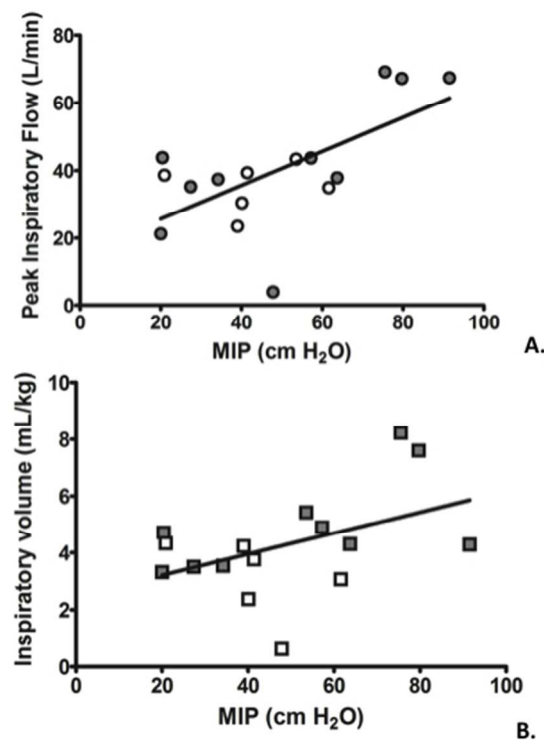 Peak Inspiratory Flow (L/min)
80
60
40
20
0
0 20 40 60 80 100
MIP (cm H₂O)
A.
Inspiratory volume (mL/kg)
10
8
6
4
2
0
0 20 40 60 80 100
MIP (cm H₂O)
B.